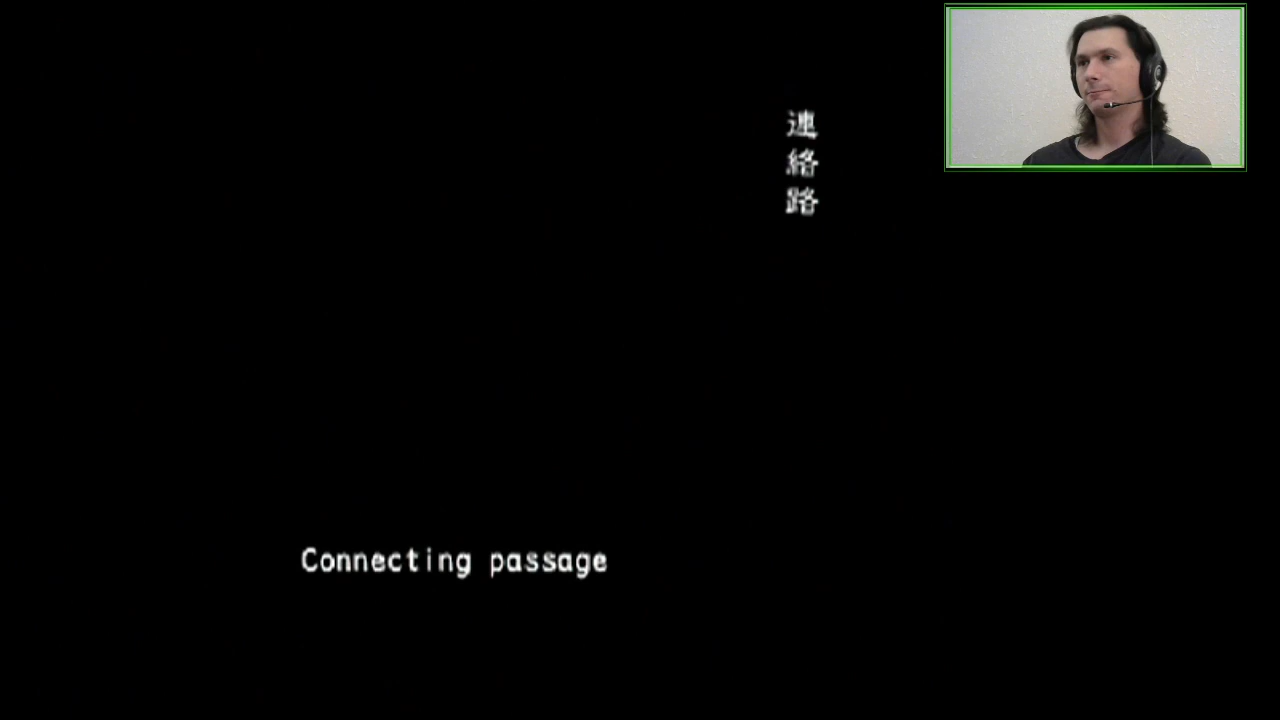 連絡路
Connecting passage